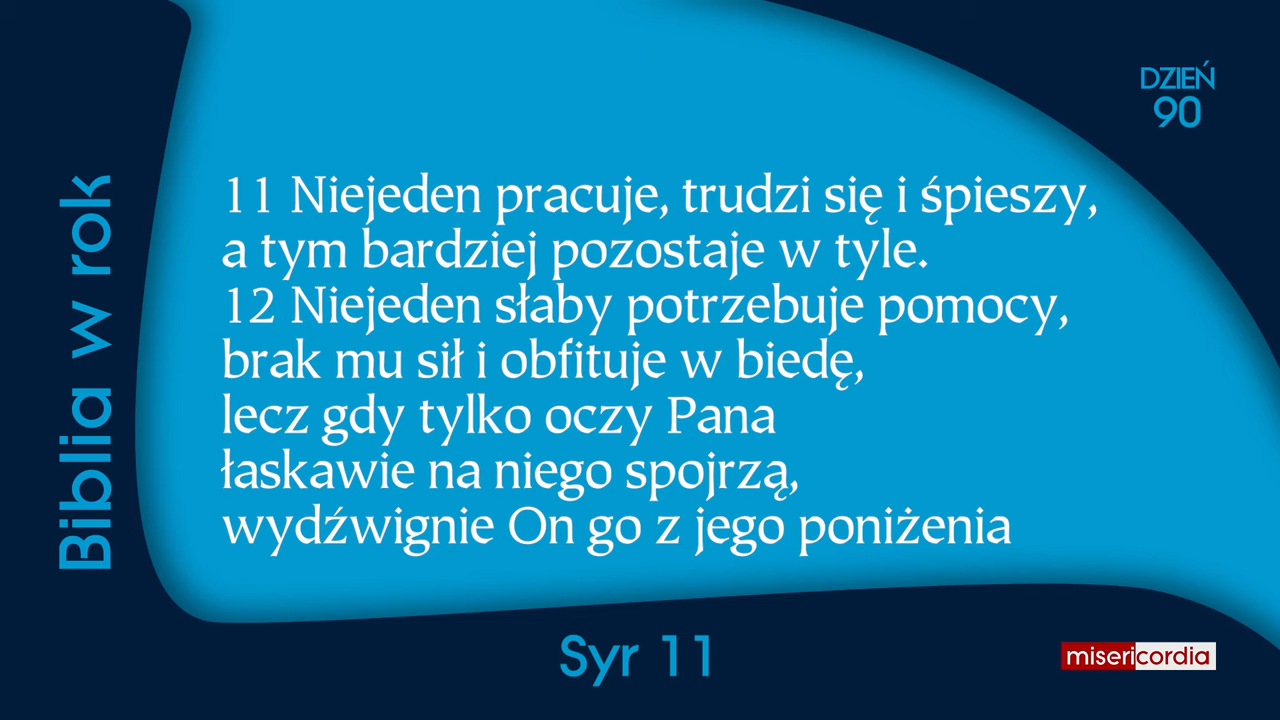 DZIEŃ
90
Biblia w rok
11 Niejeden pracuje, trudzi się i śpieszy,
a tym bardziej pozostaje w tyle.
12 Niejeden słaby potrzebuje pomocy,
brak mu sił i obfituje w biedę,
lecz gdy tylko oczy Pana
łaskawie na niego spojrzą,
wydźwignie On go z jego poniżenia
Syr 11
misericordia